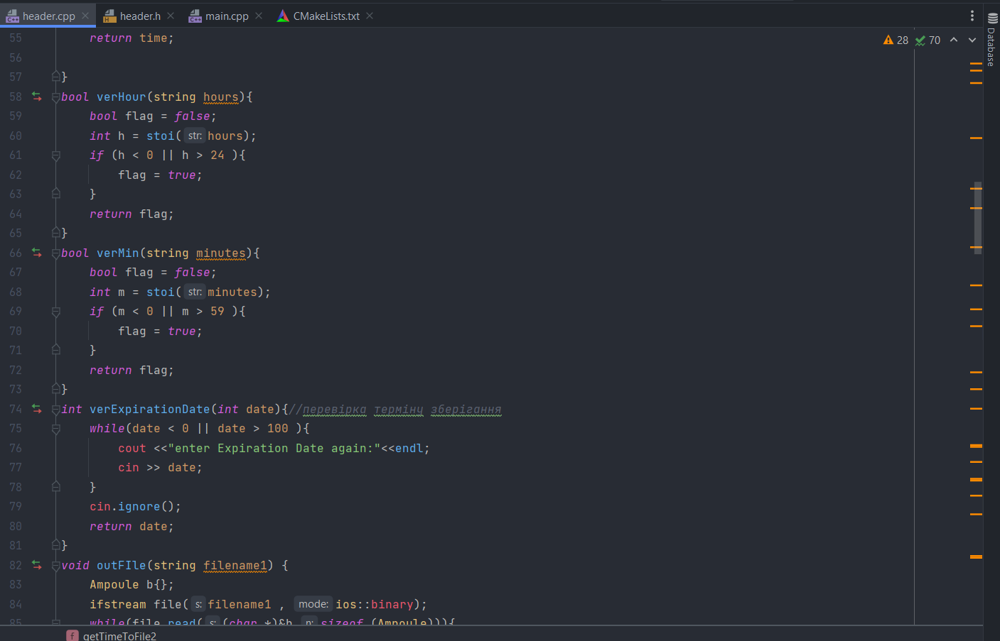 header.cpp header.h main.cpp CMakeLists.txt
Database
28 70
55 return time;
56
57 }
58 bool verHour(string hours){
59 bool flag = false;
60 int h = stoi( str: hours);
61 if (h < 0 || h > 24 ){
62 flag = true;
63 }
64 return flag;
65 }
66 bool verMin(string minutes){
67 bool flag = false;
68 int m = stoi( str: minutes);
69 if (m < 0 || m > 59 ){
70 flag = true;
71 }
72 return flag;
73 }
74 int verExpirationDate(int date){//перевірка терміну зберігання
75 while(date < 0 || date > 100 ){
76 cout <<"enter Expiration Date again:"<<endl;
77 cin >> date;
78 }
79 cin.ignore();
80 return date;
81 }
82 void outFIle(string filename1) {
83 Ampoule b{};
84 ifstream file( s: filename1 , mode: ios::binary);
85 while(file.read( s: (char *)&b, n: sizeof (Ampoule))){
f getTimeToFile2